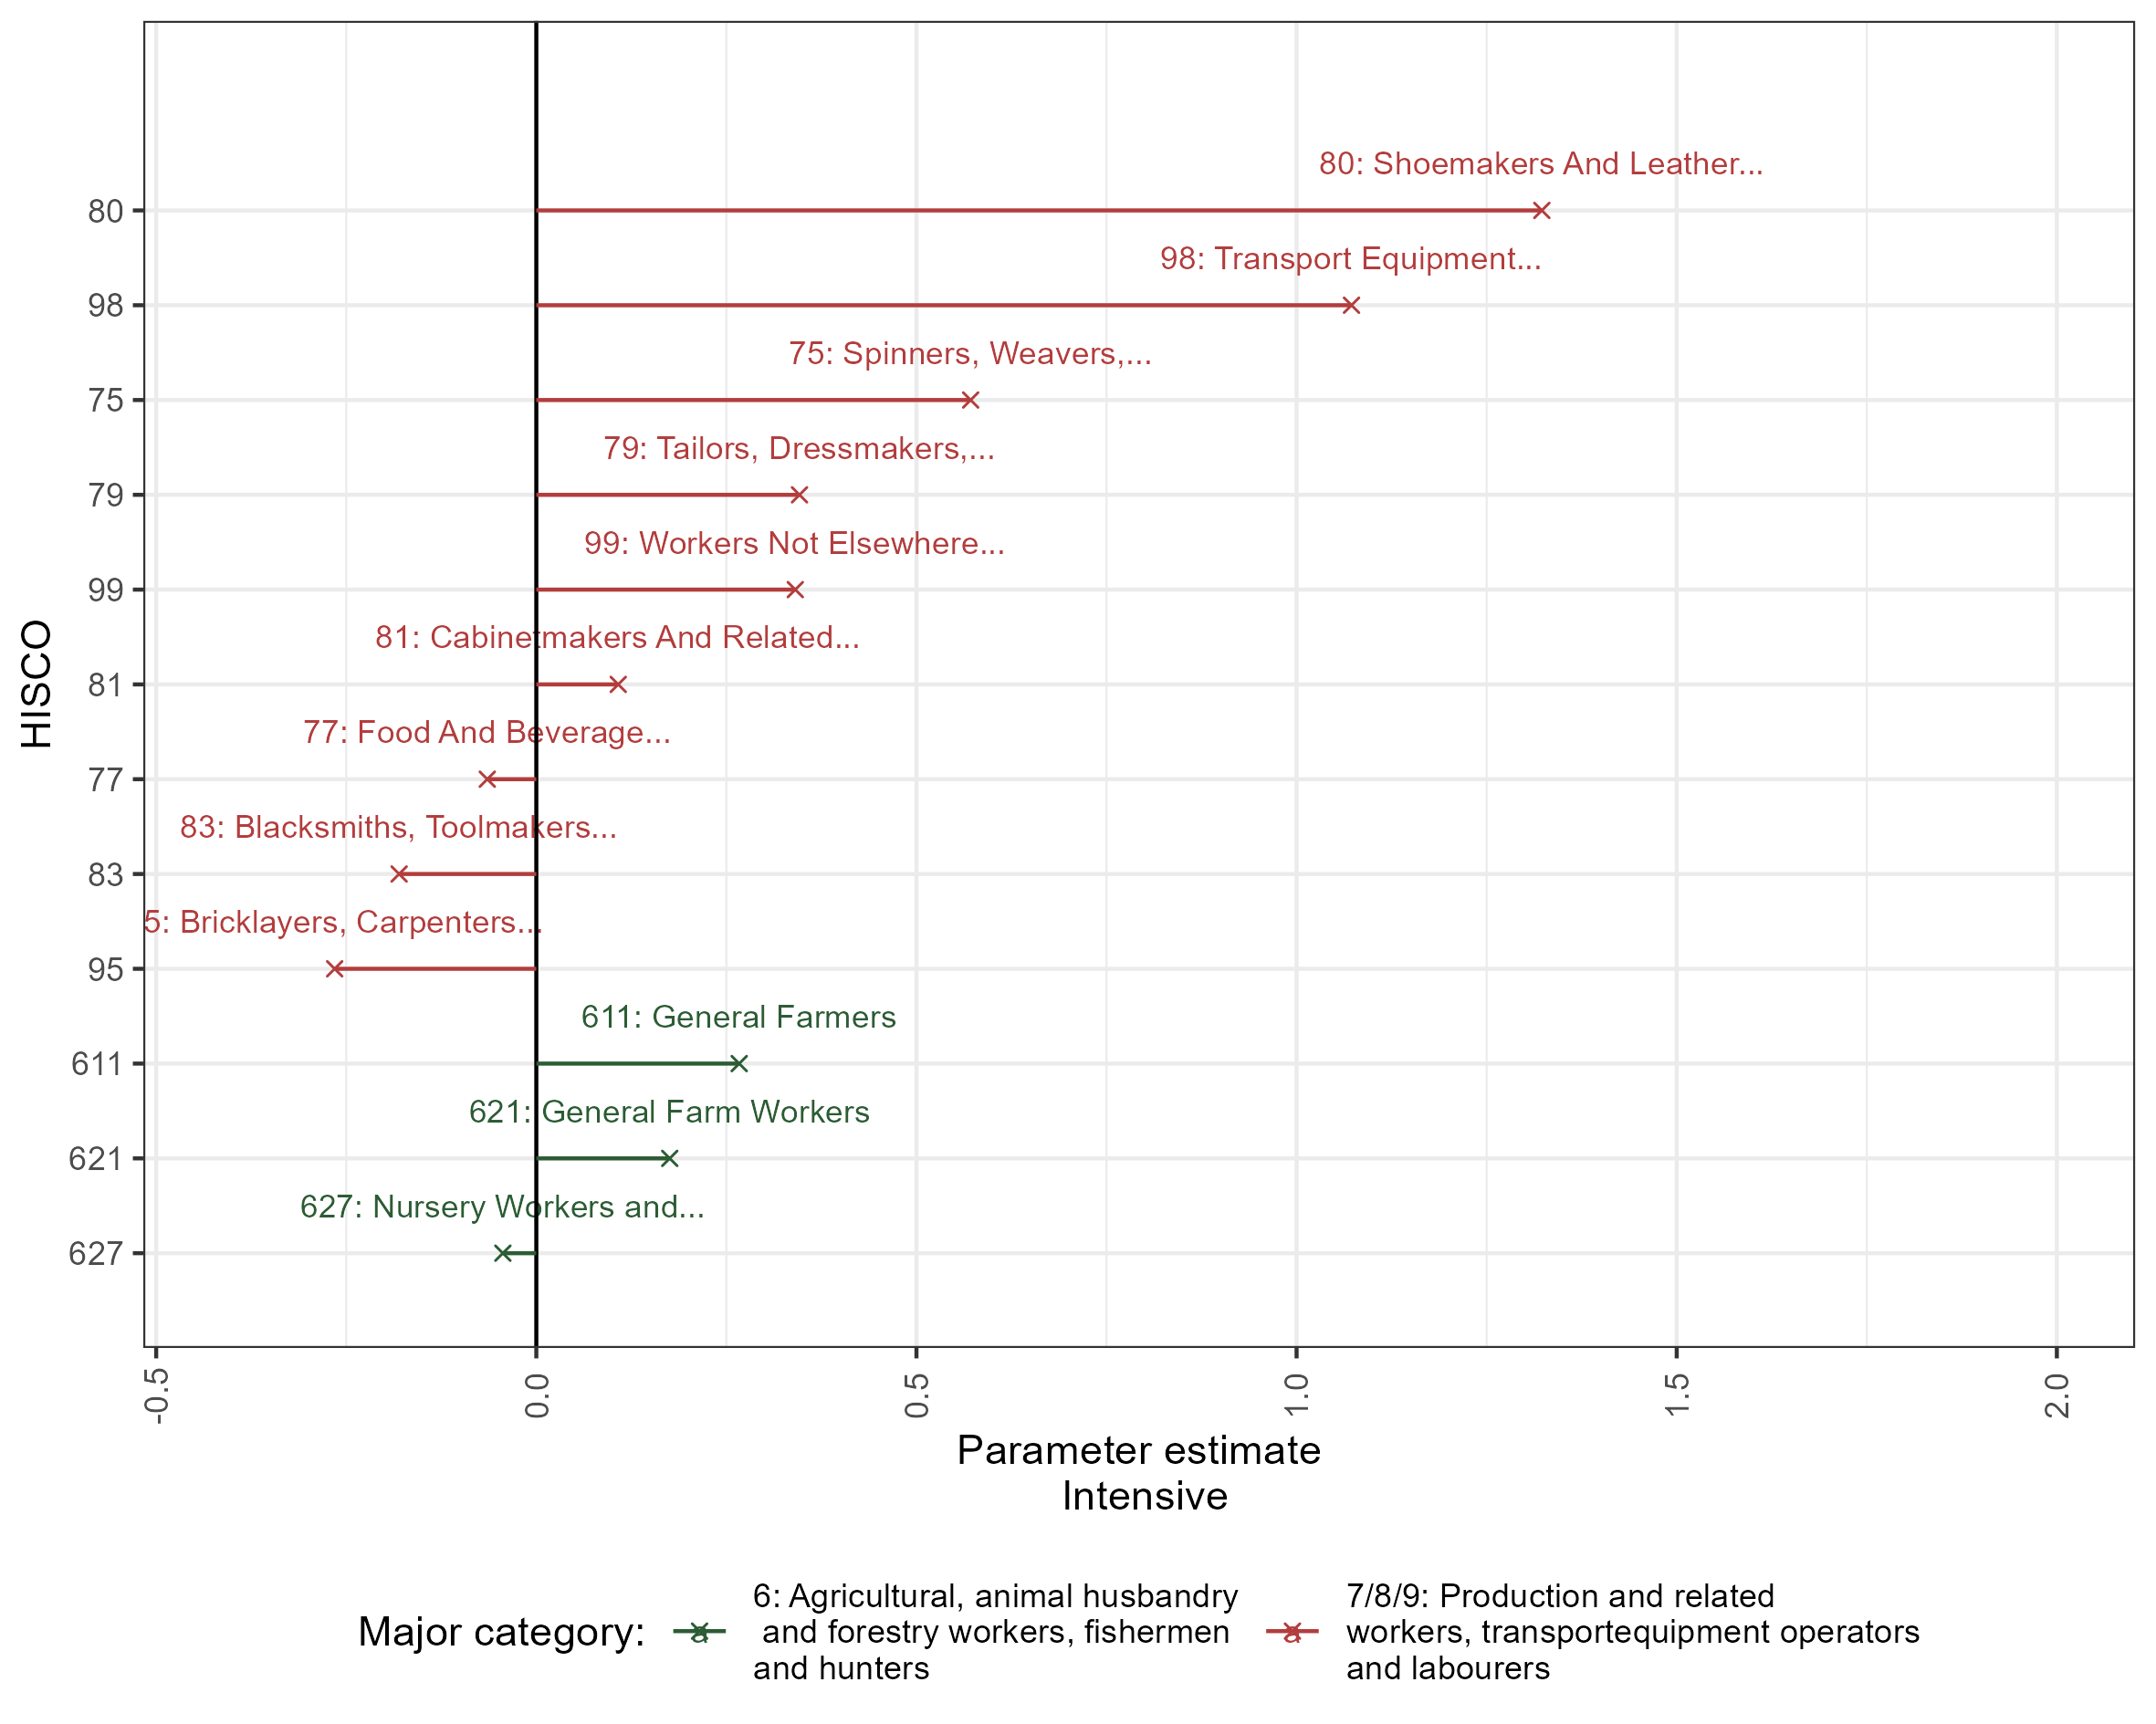 80: Shoemakers And Leather...
80
98: Transport Equipment...
98
75: Spinners, Weavers,...
75
79: Tailors, Dressmakers,...
79
99: Workers Not Elsewhere...
99
81: Cabinetmakers And Related...
81
77: Food And Beverage...
77
83: Blacksmiths, Toolmakers...
83
5: Bricklayers, Carpenters...
95
611: General Farmers
611
621: General Farm Workers
621
627: Nursery Workers and...
627
HISCO
-0.5 0.0 0.5 1.0 1.5 2.0
Parameter estimate
Intensive
Major category:
a
6: Agricultural, animal husbandry
and forestry workers, fishermen
and hunters
a
7/8/9: Production and related
workers, transportequipment operators
and labourers